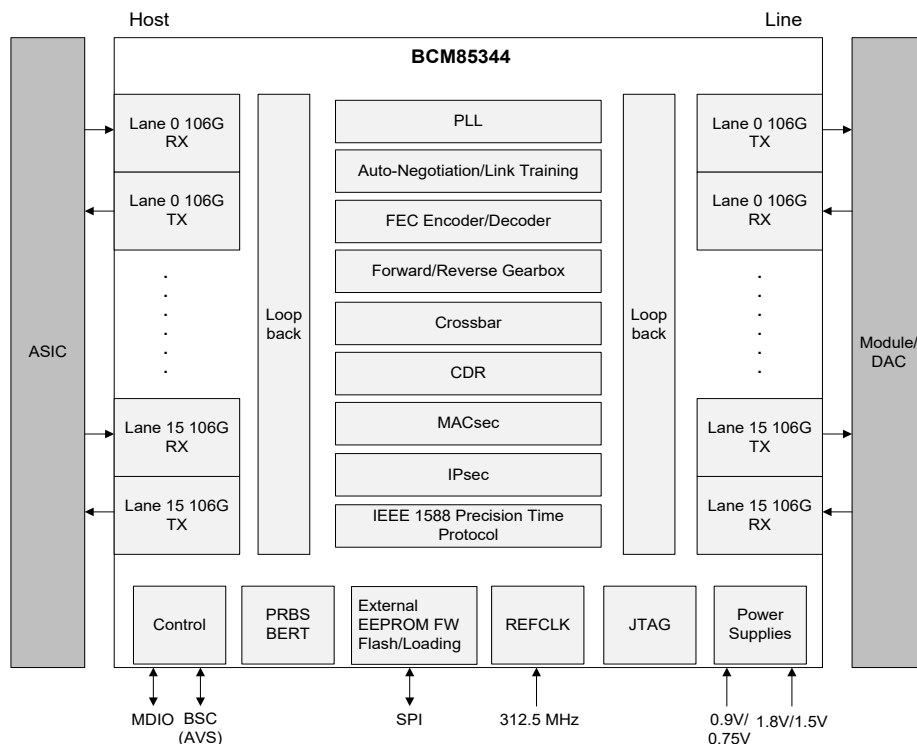 Host
Line
BCM85344
Lane 0 106G
RX
Lane 0 106G
TX
ASIC
Lane 15 106G
RX
Lane 15 106G
TX
Loop
back
PLL
Auto-Negotiation/Link Training
FEC Encoder/Decoder
Forward/Reverse Gearbox
Crossbar
CDR
MACsec
IPsec
IEEE 1588 Precision Time
Protocol
Loop
back
Lane 0 106G
TX
Lane 0 106G
RX
Lane 15 106G
TX
Lane 15 106G
RX
Module/
DAC
Control
PRBS
BERT
External
EEPROM FW
Flash/Loading
REFCLK
JTAG
Power
Supplies
MDIO
BSC
(AVS)
SPI
312.5 MHz
0.9V/
0.75V
1.8V/1.5V